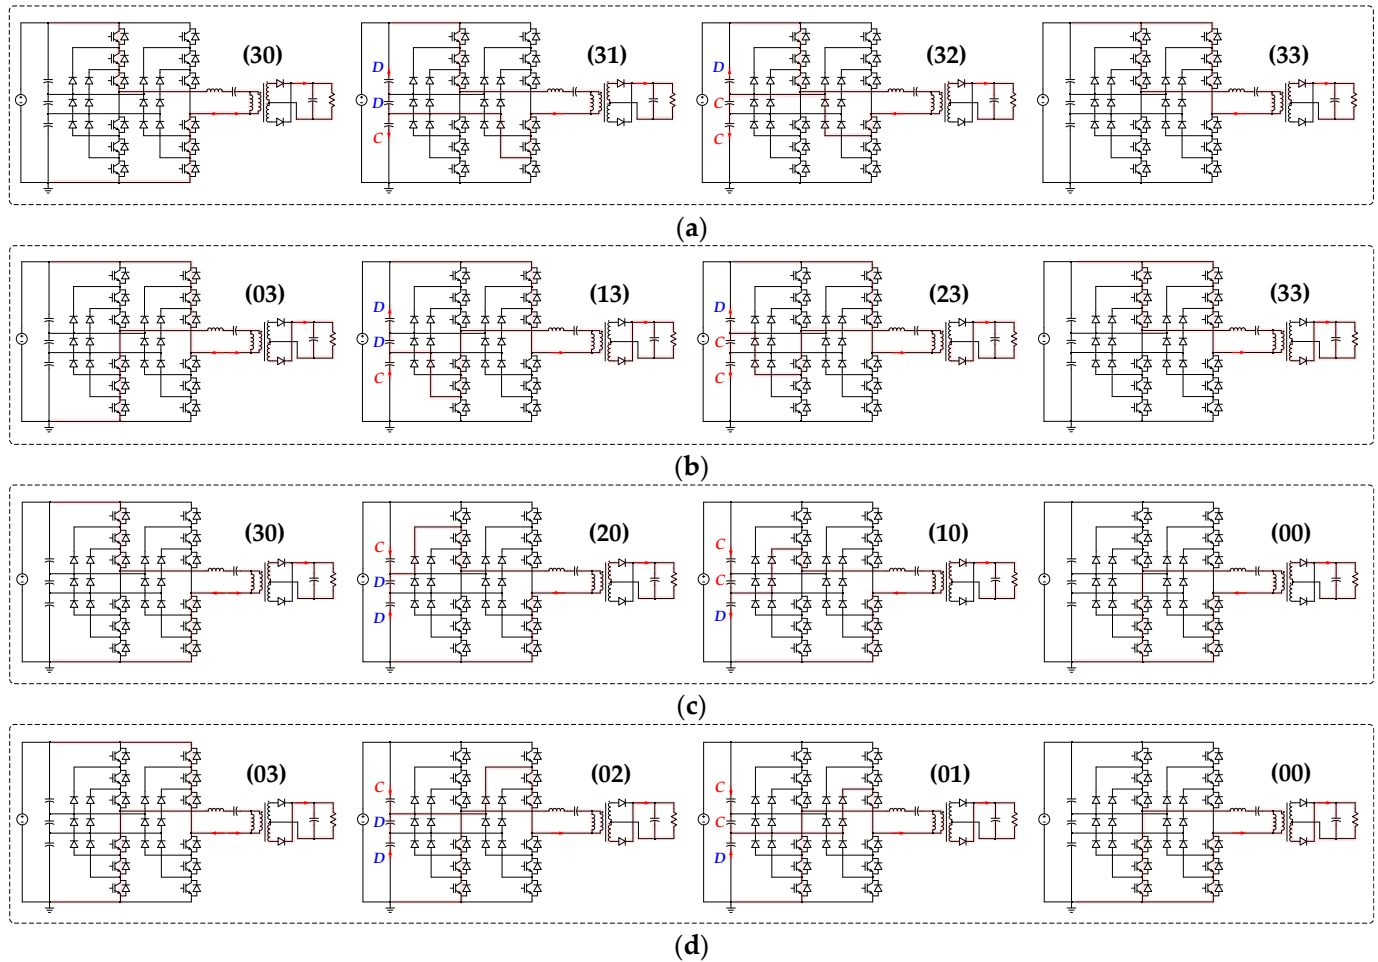 (30) (31) (32) (33)
D D
D C
C C
(a)
(03) (13) (23) (33)
D D
D C
C C
(b)
(30) (20) (10) (00)
C C
D C
D D
(c)
(03) (02) (01) (00)
C C
D C
D D
(d)